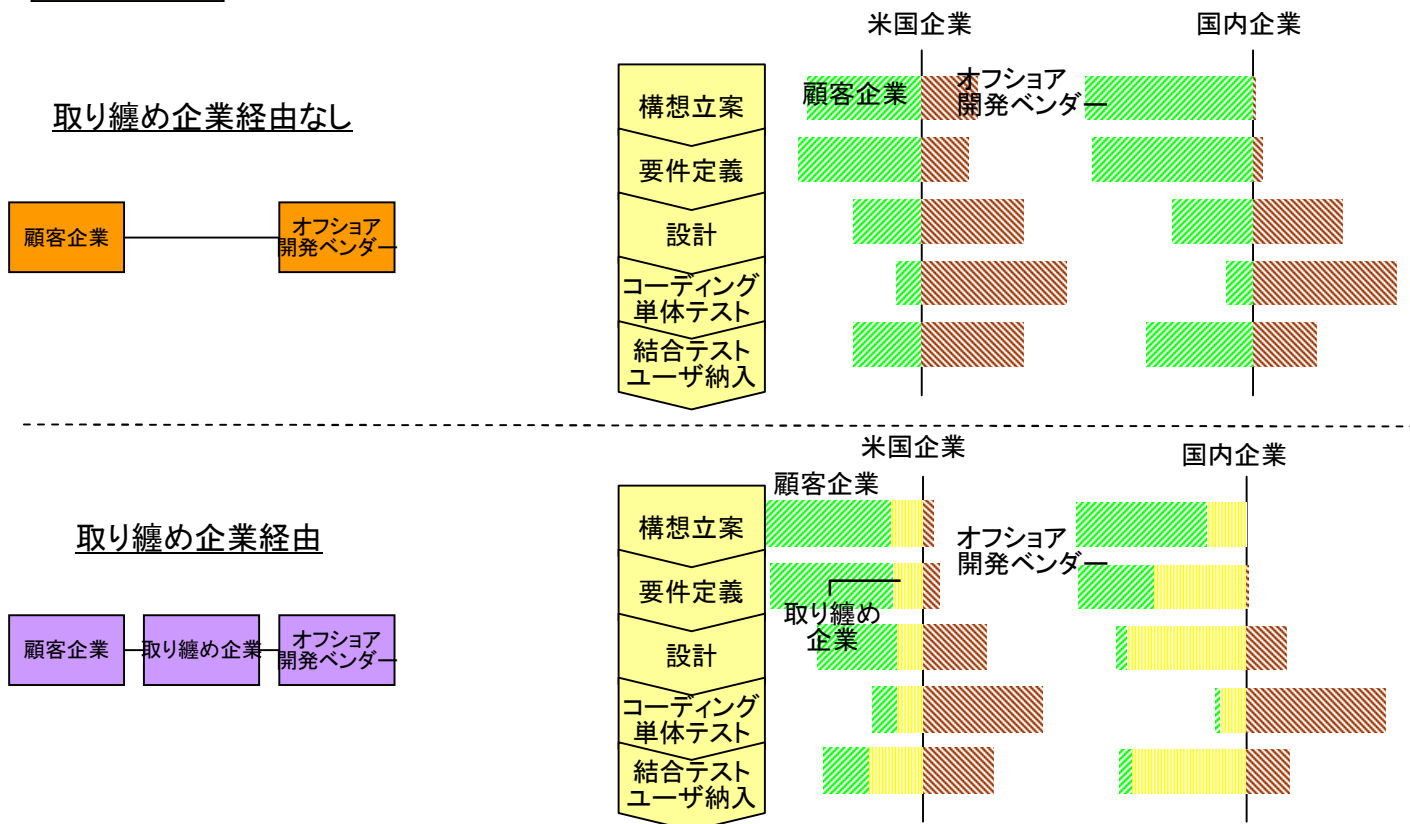 米国企業
国内企業
取り纏め企業経由なし
構想立案
顧客企業
オフショア
開発ベンダー
要件定義
顧客企業
オフショア
開発ベンダー
設計
コーディング
単体テスト
結合テスト
ユーザ納入
米国企業
国内企業
取り纏め企業経由
顧客企業
構想立案
オフショア
開発ベンダー
要件定義
取り纏め
企業
顧客企業
取り纏め企業
オフショア
開発ベンダー
設計
コーディング
単体テスト
結合テスト
ユーザ納入